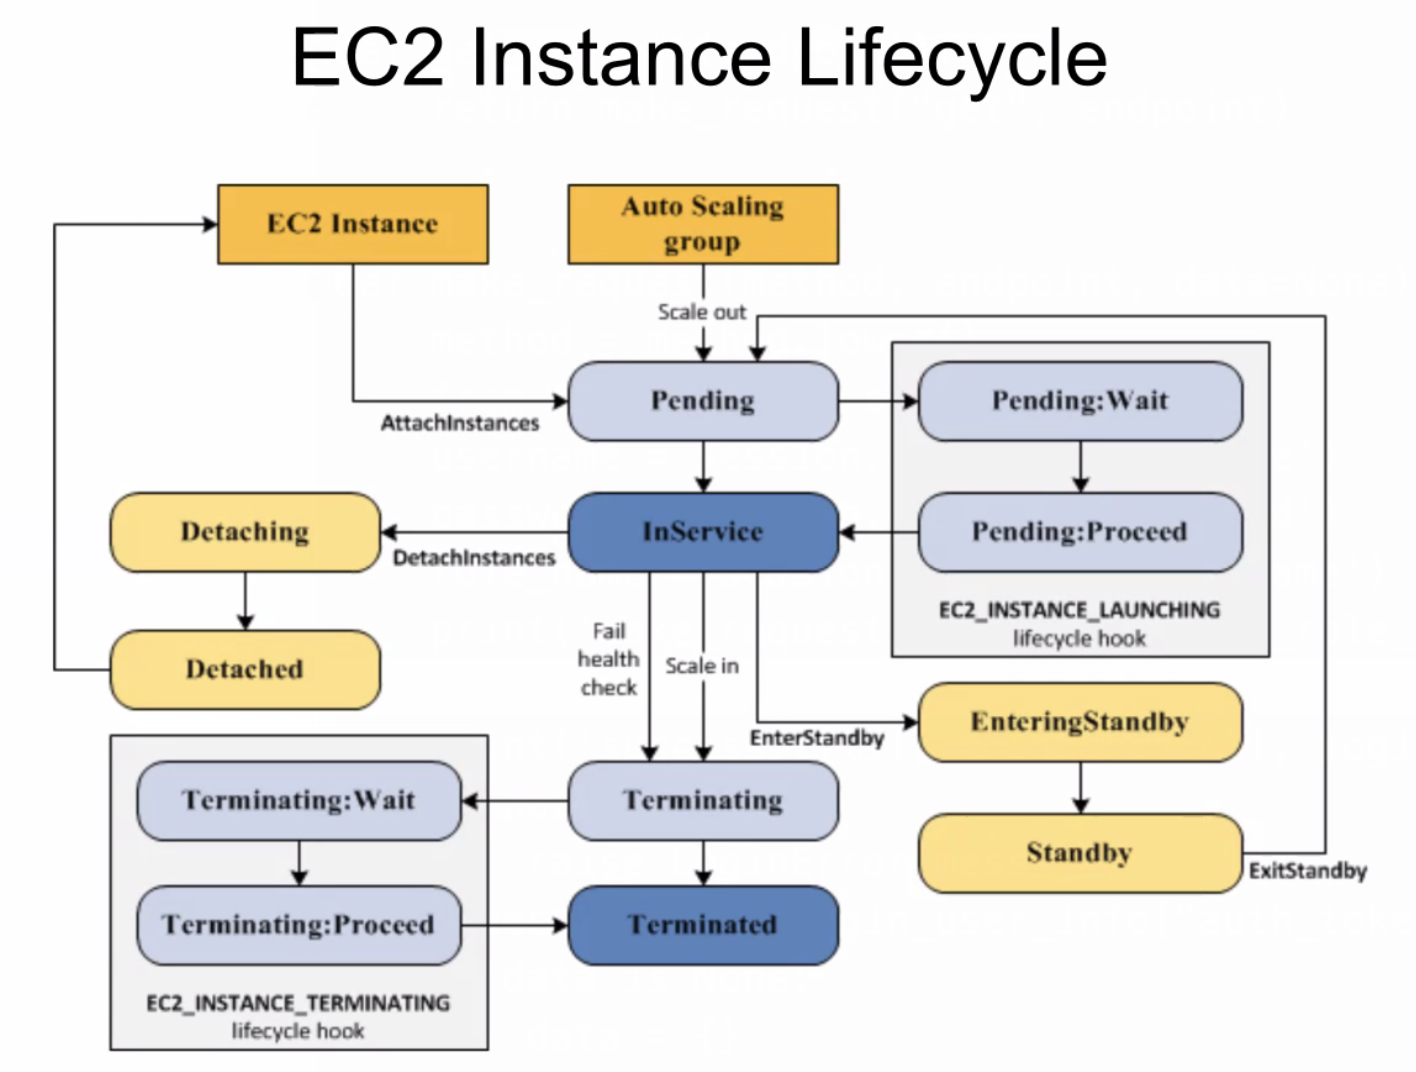 EC2 Instance Lifecycle
EC2 Instance
Auto Scaling
group
Scale out
Pending
Pending:Wait
AttachInstances
Detaching
InService
Pending:Proceed
DetachInstances
EC2_INSTANCE_LAUNCHING
lifecycle hook
Fail
health
check
Scale in
Detached
EnteringStandby
EnterStandby
Terminating:Wait
Terminating
Standby
ExitStandby
Terminating:Proceed
Terminated
EC2_INSTANCE_TERMINATING
lifecycle hook